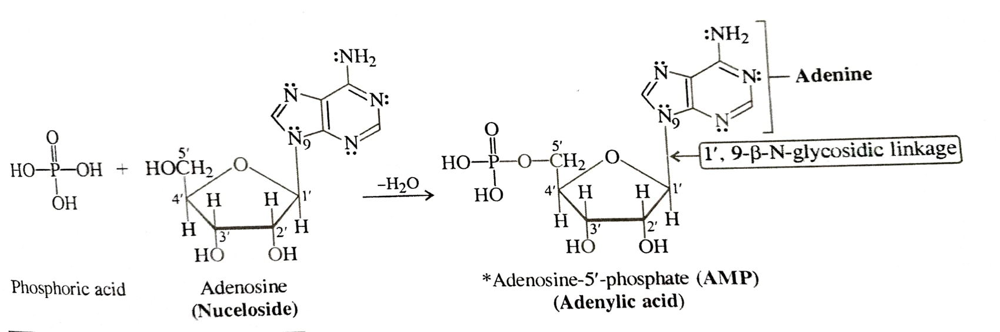 :NH2
N
N:
N9
N
O
HO–P–OH + HOCH2 O
5′
OH
4′ H H 1′
H 3′ 2′ H
HO OH
–H2O
:NH2
N
N:
Adenine
N9
N
1′, 9-β-N-glycosidic linkage
O
HO–P–O–CH2 O
5′
HO
4′ H H 1′
H 3′ 2′ H
HO OH
Phosphoric acid
Adenosine
(Nuceloside)
*Adenosine-5′-phosphate (AMP)
(Adenylic acid)